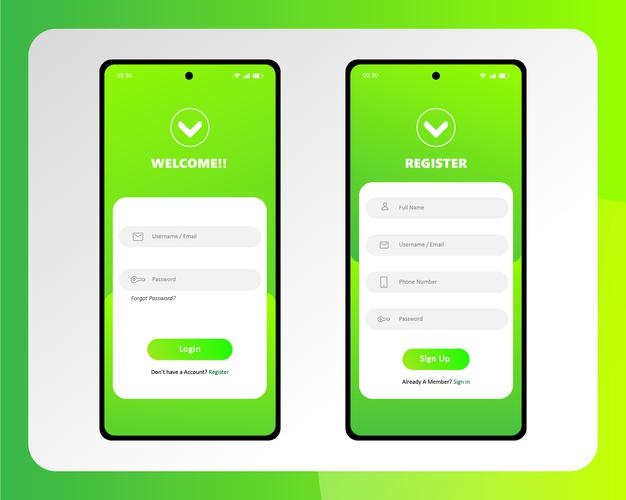 09.30
WELCOME!!
Username / Email
Password
Forgot Password?
Login
Don't have a Account? Register
09.30
REGISTER
Full Name
Username / Email
Phone Number
Password
Sign Up
Already A Member? Sign in